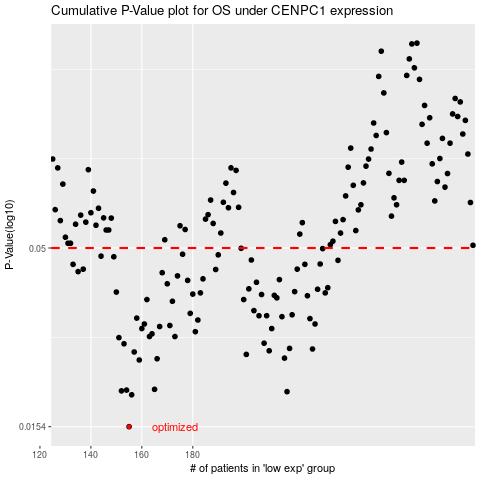 Cumulative P-Value plot for OS under CENPC1 expression
P-Value(log10)
0.05
0.0154
optimized
120 140 160 180
# of patients in 'low exp' group